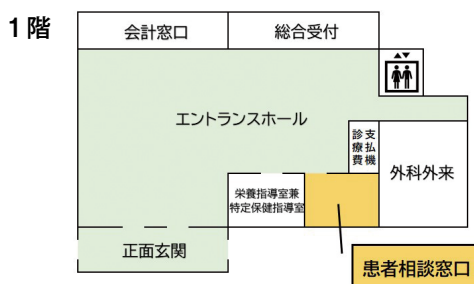 1階
会計窓口
総合受付
エントランスホール
診療費
支払機
外科外来
栄養指導室兼
特定保健指導室
正面玄関
患者相談窓口